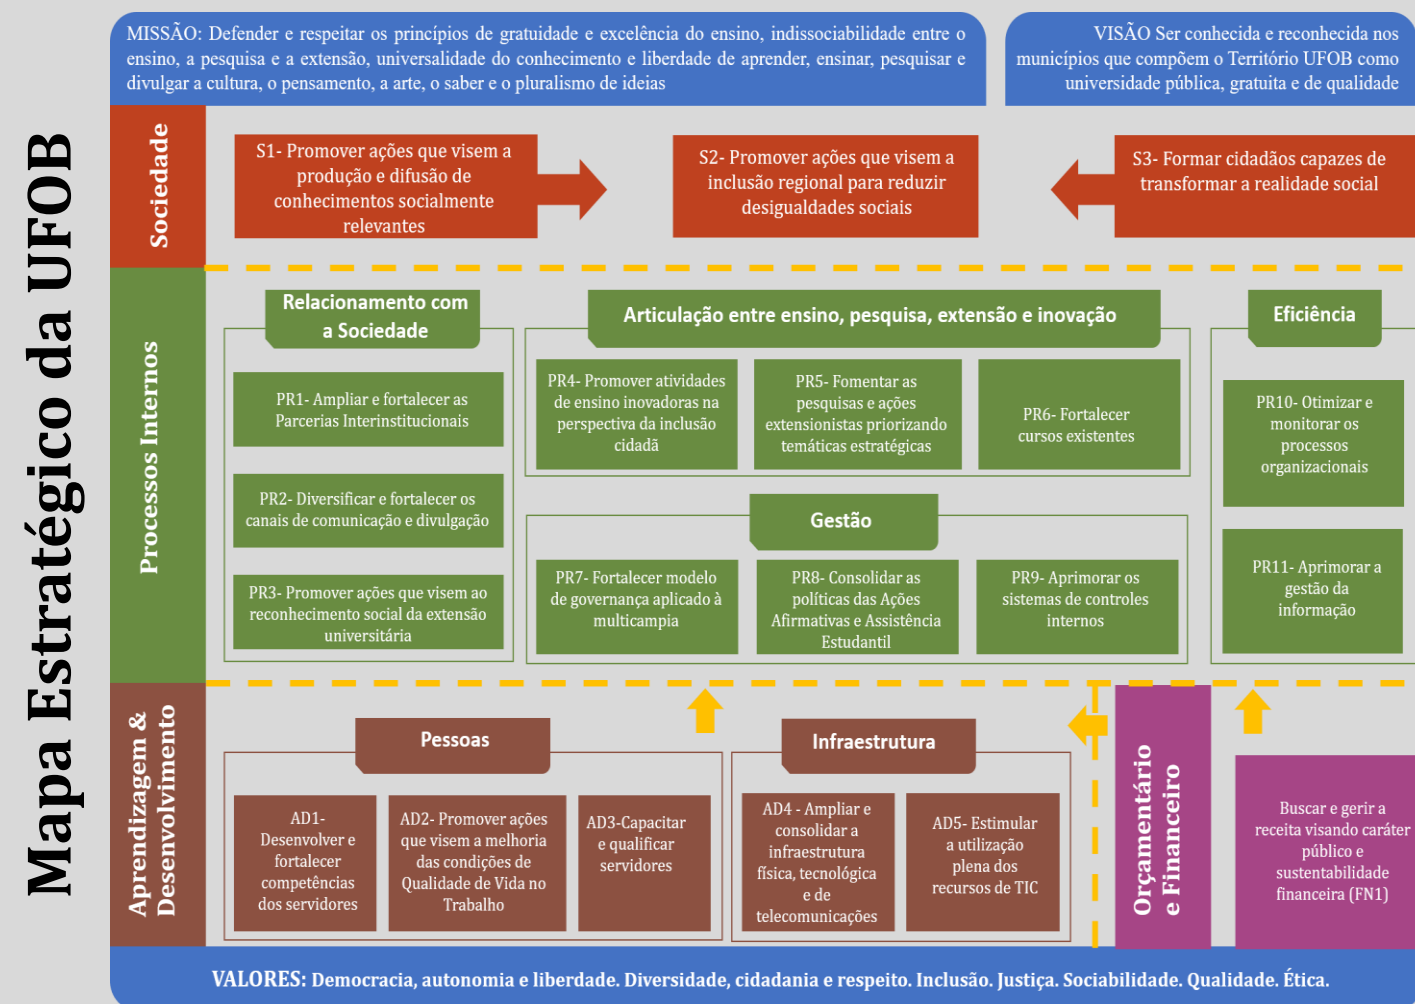 Mapa Estratégico da UFOB
MISSÃO: Defender e respeitar os princípios de gratuidade e excelência do ensino, indissociabilidade entre o
ensino, a pesquisa e a extensão, universalidade do conhecimento e liberdade de aprender, ensinar, pesquisar e
divulgar a cultura, o pensamento, a arte, o saber e o pluralismo de ideias
VISÃO Ser conhecida e reconhecida nos
municípios que compõem o Território UFOB como
universidade pública, gratuita e de qualidade
Sociedade
S1- Promover ações que visem a
produção e difusão de
conhecimentos socialmente
relevantes
S2- Promover ações que visem a
inclusão regional para reduzir
desigualdades sociais
S3- Formar cidadãos capazes de
transformar a realidade social
Processos Internos
Relacionamento com
a Sociedade
PR1- Ampliar e fortalecer as
Parcerias Interinstitucionais
PR2- Diversificar e fortalecer os
canais de comunicação e divulgação
PR3- Promover ações que visem ao
reconhecimento social da extensão
universitária
Articulação entre ensino, pesquisa, extensão e inovação
PR4- Promover atividades
de ensino inovadoras na
perspectiva da inclusão
cidadã
PR5- Fomentar as
pesquisas e ações
extensionistas priorizando
temáticas estratégicas
PR6- Fortalecer
cursos existentes
Gestão
PR7- Fortalecer modelo
de governança aplicado à
multicampia
PR8- Consolidar as
políticas das Ações
Afirmativas e Assistência
Estudantil
PR9- Aprimorar os
sistemas de controles
internos
Eficiência
PR10- Otimizar e
monitorar os
processos
organizacionais
PR11- Aprimorar a
gestão da
informação
Aprendizagem &
Desenvolvimento
Pessoas
AD1-
Desenvolver e
fortalecer
competências
dos servidores
AD2- Promover ações
que visem a melhoria
das condições de
Qualidade de Vida no
Trabalho
AD3-Capacitar
e qualificar
servidores
Infraestrutura
AD4 - Ampliar e
consolidar a
infraestrutura
física, tecnológica
e de
telecomunicações
AD5- Estimular
a utilização
plena dos
recursos de TIC
Orçamentário
e Financeiro
Buscar e gerir a
receita visando caráter
público e
sustentabilidade
financeira (FN1)
VALORES: Democracia, autonomia e liberdade. Diversidade, cidadania e respeito. Inclusão. Justiça. Sociabilidade. Qualidade. Ética.